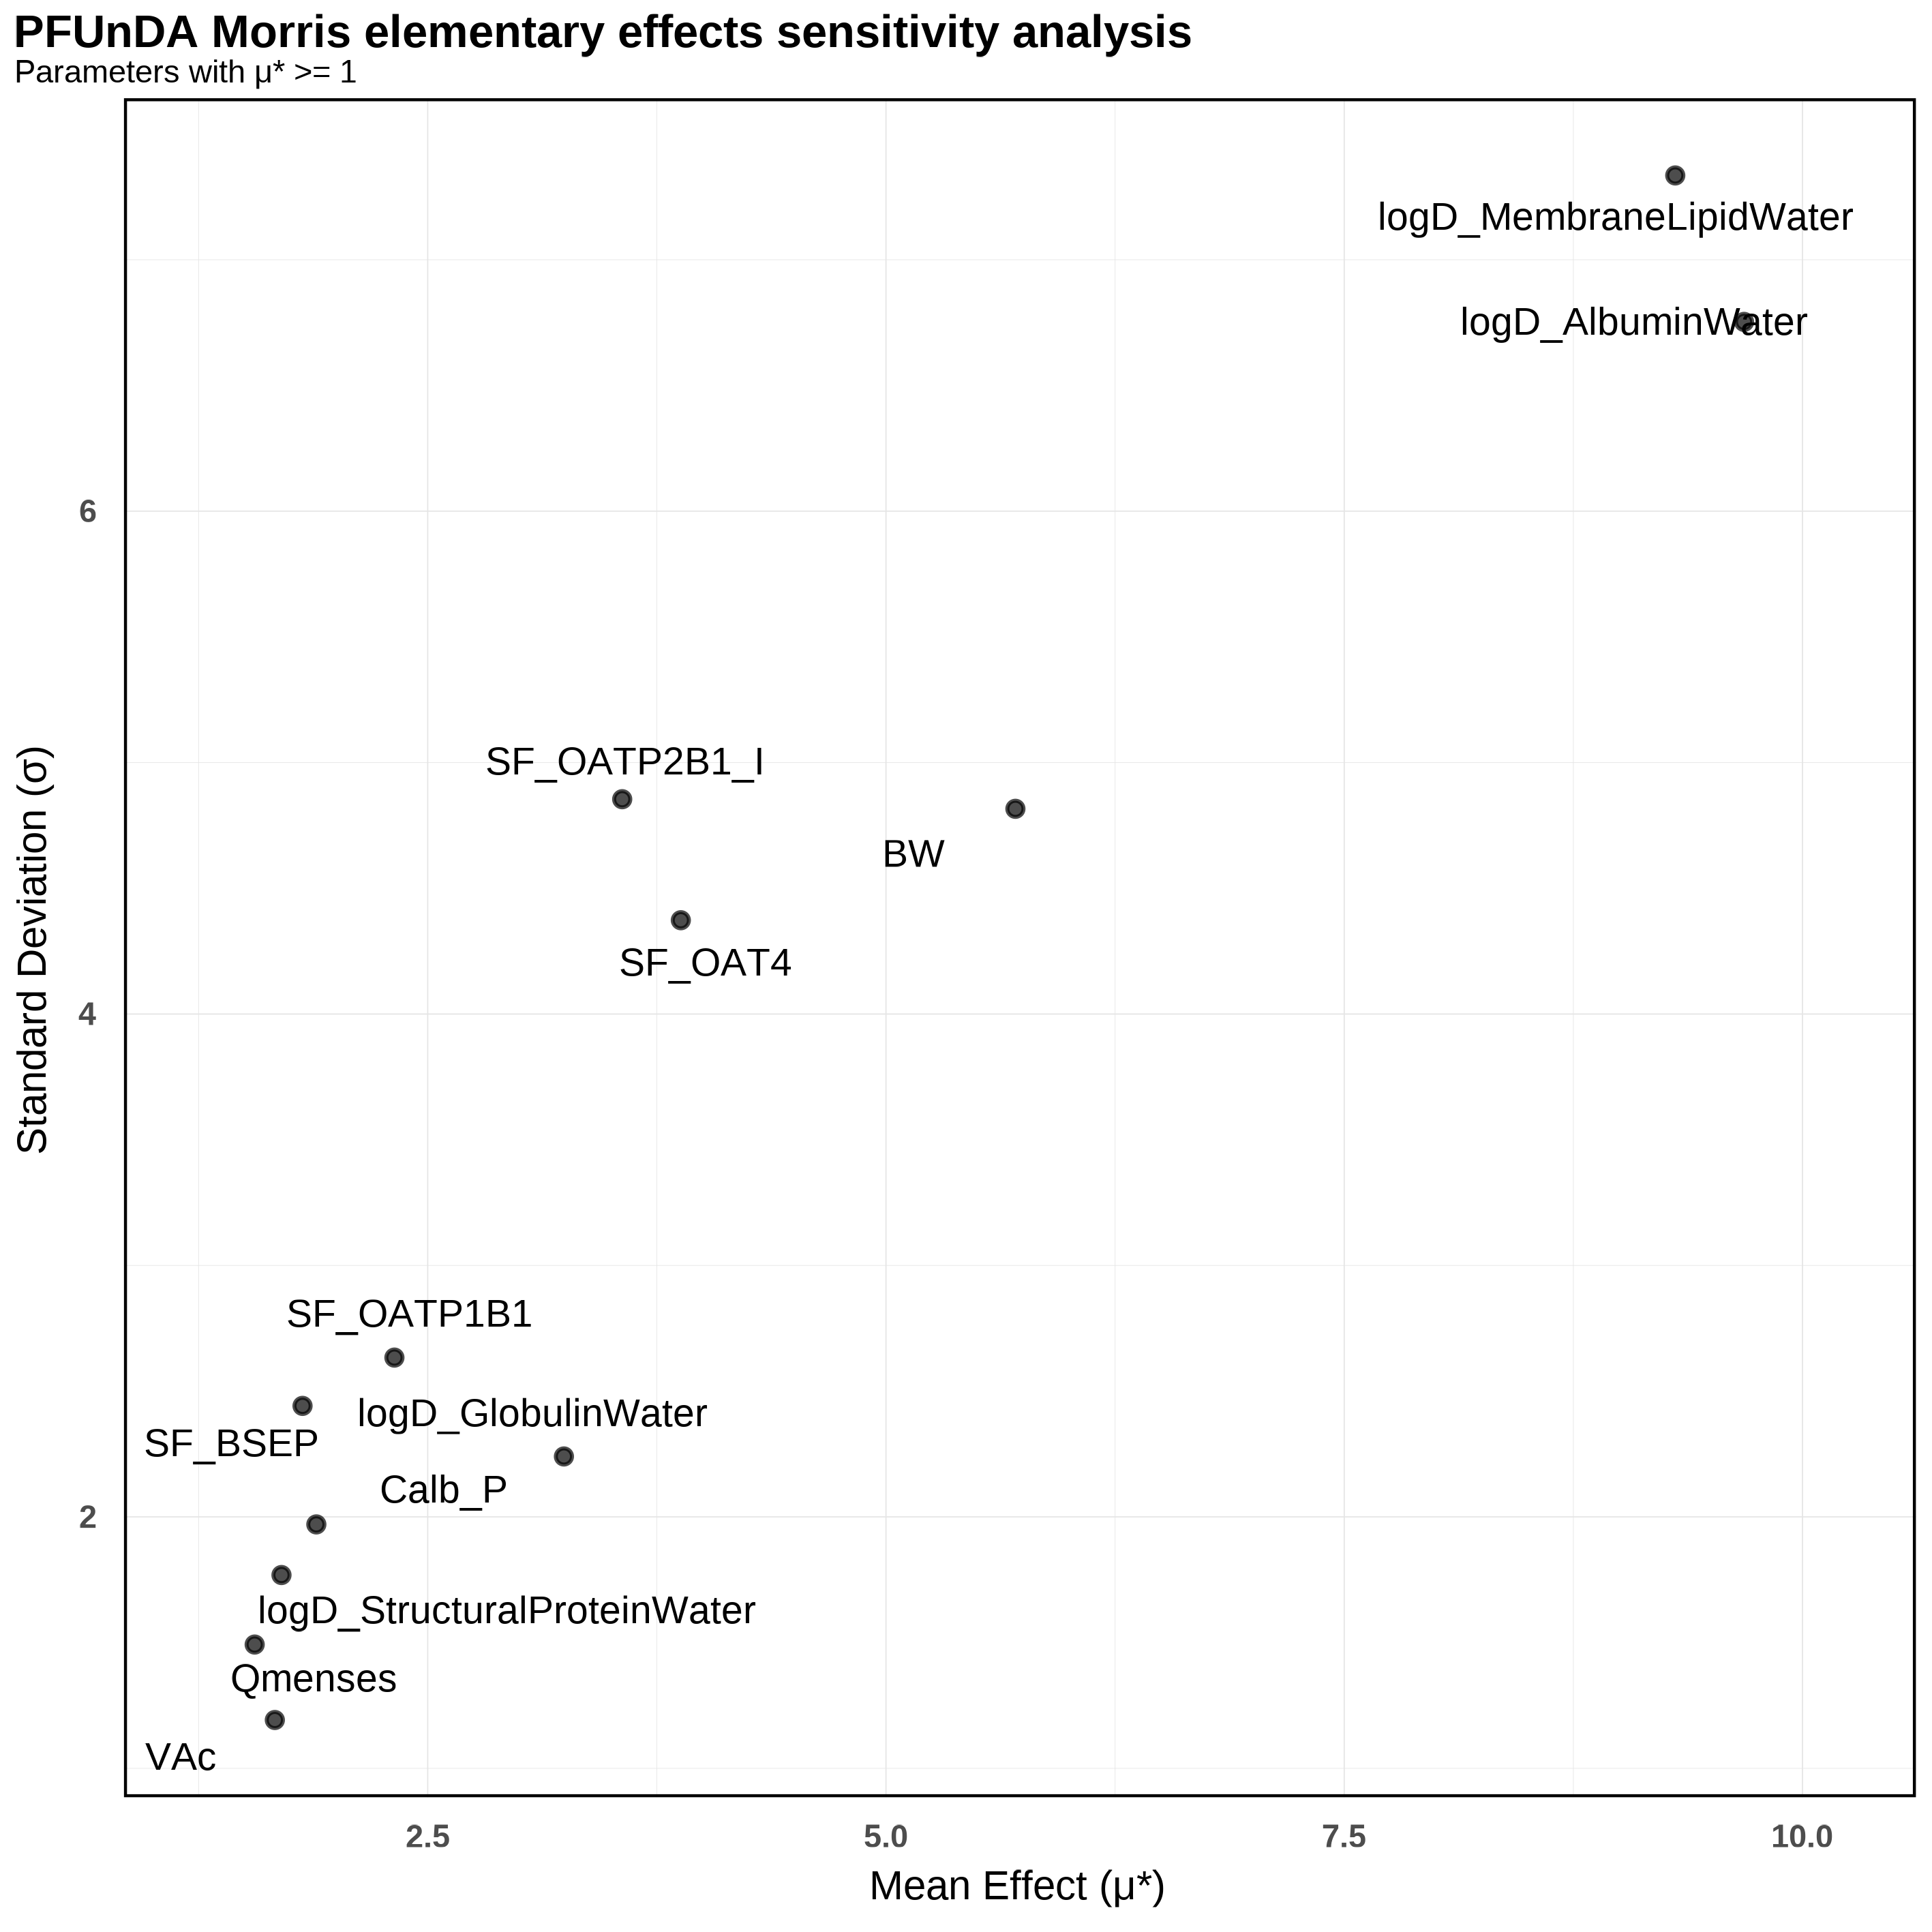 PFUnDA Morris elementary effects sensitivity analysis
Parameters with μ* >= 1
logD_MembraneLipidWater
logD_AlbuminWater
6
SF_OATP2B1_I
BW
SF_OAT4
4
Standard Deviation (σ)
SF_OATP1B1
logD_GlobulinWater
SF_BSEP
Calb_P
2
logD_StructuralProteinWater
Qmenses
VAc
2.5 5.0 7.5 10.0
Mean Effect (μ*)